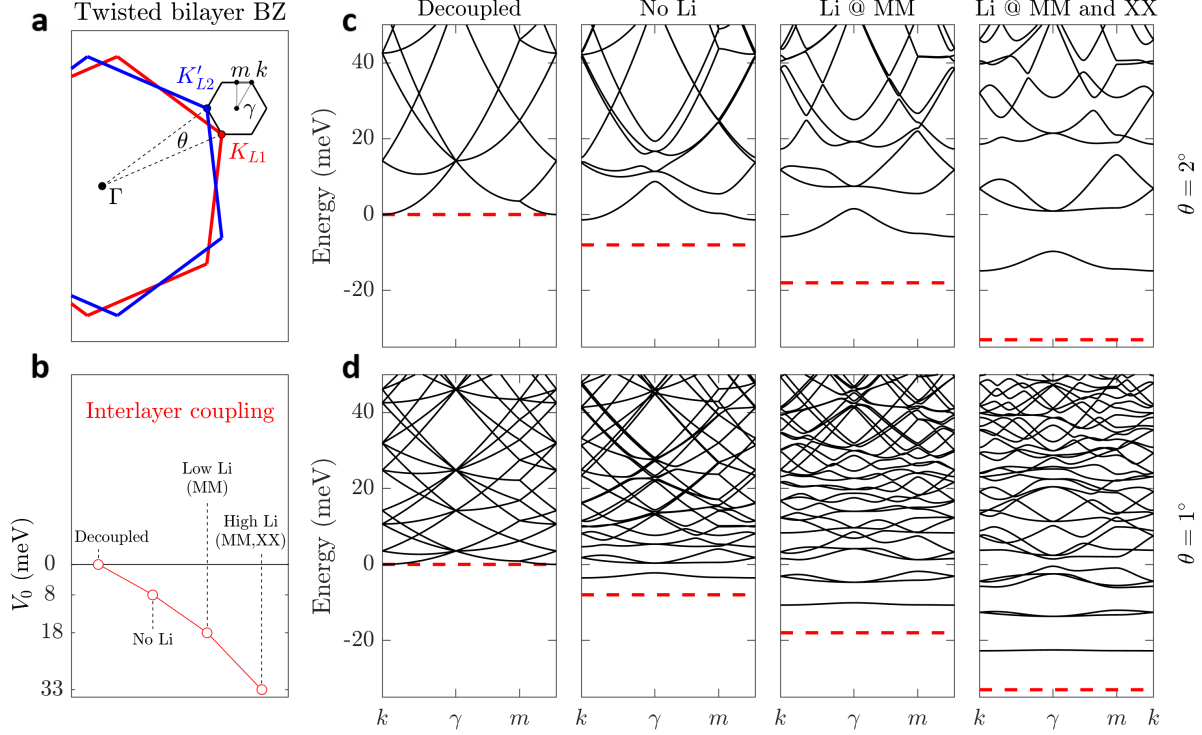 a
Twisted bilayer BZ
K′L2
m k
γ
θ
KL1
Γ
b
Interlayer coupling
Low Li
(MM)
High Li
(MM,XX)
Decoupled
No Li
V0 (meV)
0
8
18
33
c
Decoupled
No Li
Li @ MM
Li @ MM and XX
Energy (meV)
40
20
0
-20
θ = 2°
d
Energy (meV)
40
20
0
-20
θ = 1°
k γ m k γ m k γ m k γ m k